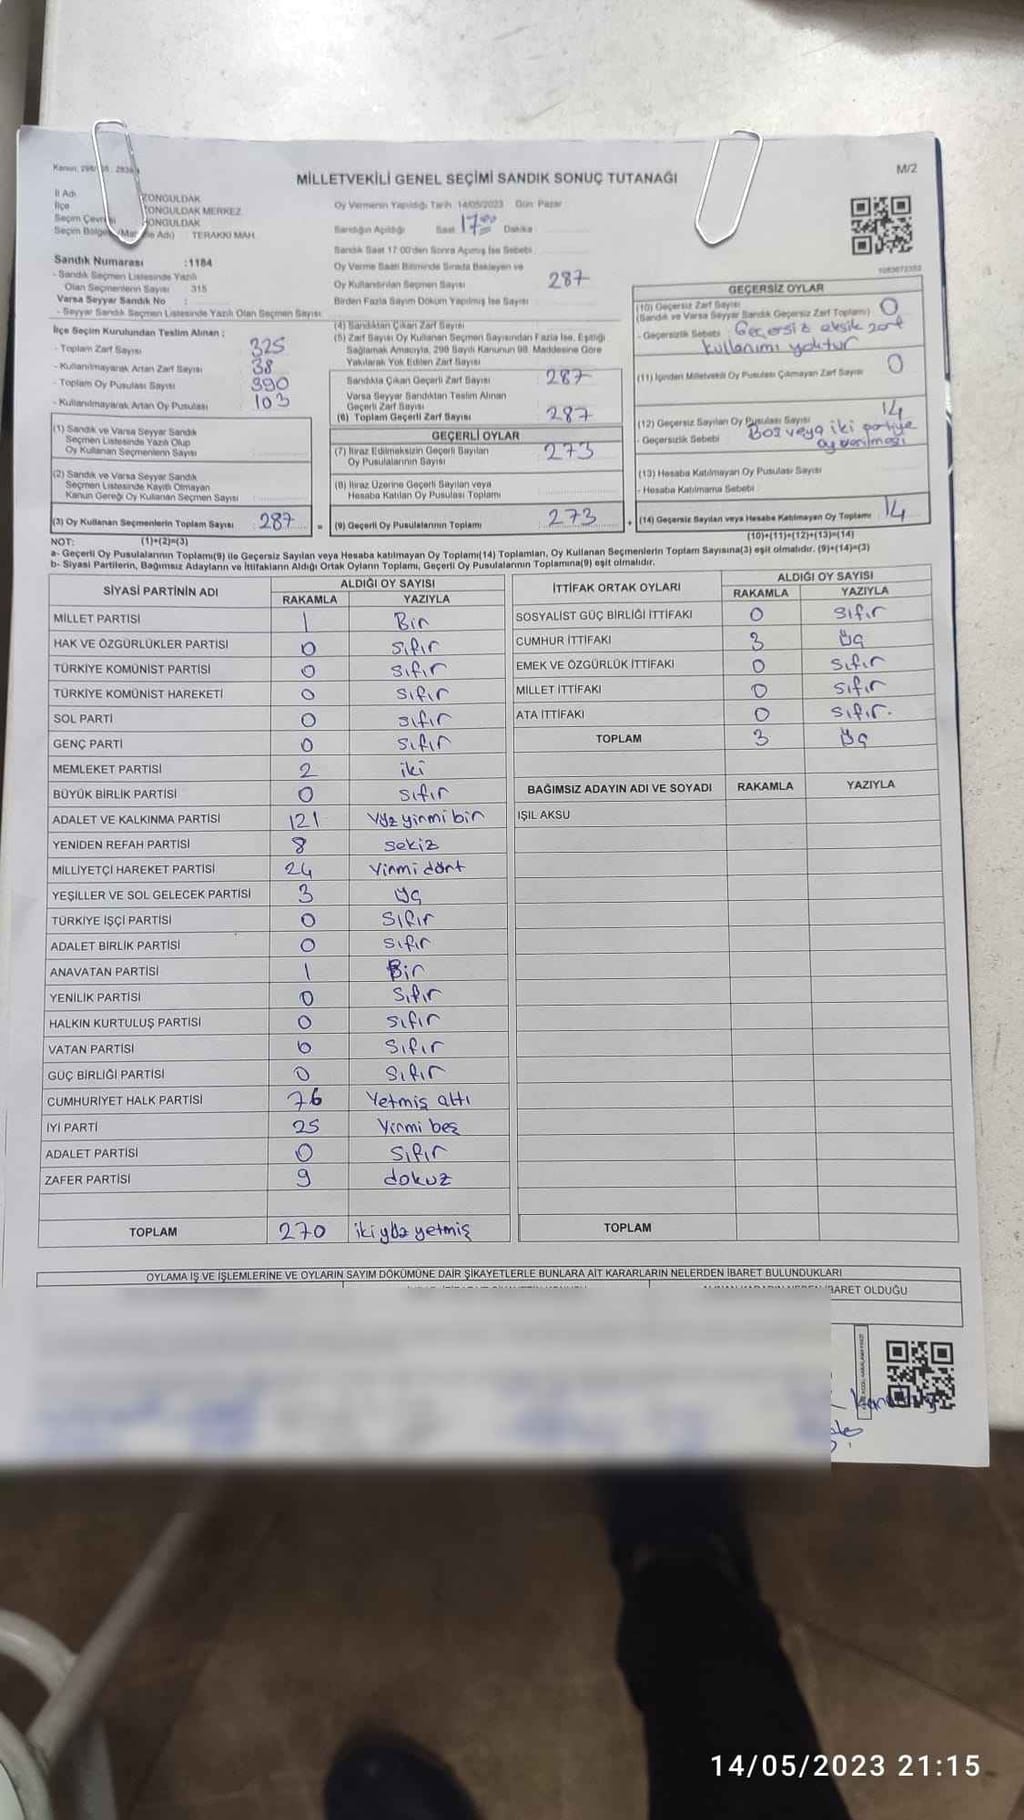 MİLLETVEKİLİ GENEL SEÇİMİ SANDIK SONUÇ TUTANAĞI
M/2
İl Adı ZONGULDAK
İlçe ZONGULDAK MERKEZ
Seçim Çevresi ZONGULDAK
TERAKKİ MAH.
Oy Vermenin Yapıldığı Tarih 14/05/2023 Gün Pazar
Sandığın Açıldığı Saat 17:00 Dakika
Sandık Saat 17:00'den Sonra Açılmış İse Sebebi
Oy Verme Saati Bitiminde Sırada Bekleyen ve
Oy Kullandırılan Seçmen Sayısı 287
Birden Fazla Sayım Döküm Yapılmış İse Sayısı
Sandık Numarası :1184
- Sandık Seçmen Listesinde Yazılı
Olan Seçmenlerin Sayısı 315
Varsa Seyyar Sandık No :
- Seyyar Sandık Seçmen Listesinde Yazılı Olan Seçmen Sayısı
İlçe Seçim Kurulundan Teslim Alınan :
- Toplam Zarf Sayısı 325
- Kullanılmayarak Artan Zarf Sayısı 38
- Toplam Oy Pusulası Sayısı 390
- Kullanılmayarak Artan Oy Pusulası 103
(1) Sandık ve Varsa Seyyar Sandık
Seçmen Listesinde Yazılı Olup
Oy Kullanan Seçmenlerin Sayısı
(2) Sandık ve Varsa Seyyar Sandık
Seçmen Listesinde Kayıtlı Olmayan
Kanun Gereği Oy Kullanan Seçmen Sayısı
(3) Oy Kullanan Seçmenlerin Toplam Sayısı 287
(4) Sandıktan Çıkan Zarf Sayısı
(5) Zarf Sayısı Oy Kullanan Seçmen Sayısından Fazla İse, Eşitliği
Sağlamak Amacıyla, 298 Sayılı Kanunun 98. Maddesine Göre
Yakılarak Yok Edilen Zarf Sayısı
Sandıkta Çıkan Geçerli Zarf Sayısı 287
Varsa Seyyar Sandıktan Teslim Alınan
Geçerli Zarf Sayısı
(6) Toplam Geçerli Zarf Sayısı 287
GEÇERLİ OYLAR
(7) İtiraz Edilmeksizin Geçerli Sayılan
Oy Pusulalarının Sayısı 273
(8) İtiraz Üzerine Geçerli Sayılan veya
Hesaba Katılan Oy Pusulası Toplamı
= (9) Geçerli Oy Pusulalarının Toplamı 273
GEÇERSİZ OYLAR
(10) Geçersiz Zarf Sayısı 0
(Sandık ve Varsa Seyyar Sandık Geçersiz Zarf Toplamı)
- Geçersizlik Sebebi Geçersiz eksik zarf
kullanımı yoktur
(11) İçinden Milletvekili Oy Pusulası Çıkmayan Zarf Sayısı 0
(12) Geçersiz Sayılan Oy Pusulası Sayısı 14
- Geçersizlik Sebebi Boş veya iki partiye
oy verilmesi
(13) Hesaba Katılmayan Oy Pusulası Sayısı
- Hesaba Katılmama Sebebi
+ (14) Geçersiz Sayılan veya Hesaba Katılmayan Oy Toplamı 14
NOT: (1)+(2)=(3)
(10)+(11)+(12)+(13)=(14)
a- Geçerli Oy Pusulalarının Toplamı(9) ile Geçersiz Sayılan veya Hesaba katılmayan Oy Toplamı(14) Toplamları, Oy Kullanan Seçmenlerin Toplam Sayısına(3) eşit olmalıdır. (9)+(14)=(3)
b- Siyasi Partilerin, Bağımsız Adayların ve İttifakların Aldığı Ortak Oyların Toplamı, Geçerli Oy Pusulalarının Toplamına(9) eşit olmalıdır.
SİYASİ PARTİNİN ADI ALDIĞI OY SAYISI
RAKAMLA YAZIYLA
MİLLET PARTİSİ 1 Bir
HAK VE ÖZGÜRLÜKLER PARTİSİ 0 sıfır
TÜRKİYE KOMÜNİST PARTİSİ 0 sıfır
TÜRKİYE KOMÜNİST HAREKETİ 0 sıfır
SOL PARTİ 0 sıfır
GENÇ PARTİ 0 sıfır
MEMLEKET PARTİSİ 2 iki
BÜYÜK BİRLİK PARTİSİ 0 sıfır
ADALET VE KALKINMA PARTİSİ 121 Yüz yirmi bir
YENİDEN REFAH PARTİSİ 8 sekiz
MİLLİYETÇİ HAREKET PARTİSİ 24 Yirmi dört
YEŞİLLER VE SOL GELECEK PARTİSİ 3 üç
TÜRKİYE İŞÇİ PARTİSİ 0 sıfır
ADALET BİRLİK PARTİSİ 0 sıfır
ANAVATAN PARTİSİ 1 Bir
YENİLİK PARTİSİ 0 sıfır
HALKIN KURTULUŞ PARTİSİ 0 sıfır
VATAN PARTİSİ 0 sıfır
GÜÇ BİRLİĞİ PARTİSİ 0 sıfır
CUMHURİYET HALK PARTİSİ 76 Yetmiş altı
İYİ PARTİ 25 Yirmi beş
ADALET PARTİSİ 0 sıfır
ZAFER PARTİSİ 9 dokuz
TOPLAM 270 iki yüz yetmiş
İTTİFAK ORTAK OYLARI ALDIĞI OY SAYISI
RAKAMLA YAZIYLA
SOSYALİST GÜÇ BİRLİĞİ İTTİFAKI 0 sıfır
CUMHUR İTTİFAKI 3 üç
EMEK VE ÖZGÜRLÜK İTTİFAKI 0 sıfır
MİLLET İTTİFAKI 0 sıfır
ATA İTTİFAKI 0 sıfır.
TOPLAM 3 üç
BAĞIMSIZ ADAYIN ADI VE SOYADI RAKAMLA YAZIYLA
IŞIL AKSU
TOPLAM
OYLAMA İŞ VE İŞLEMLERİNE VE OYLARIN SAYIM DÖKÜMÜNE DAİR ŞİKAYETLERLE BUNLARA AİT KARARLARIN NELERDEN İBARET BULUNDUKLARI
İBARET OLDUĞU
14/05/2023 21:15